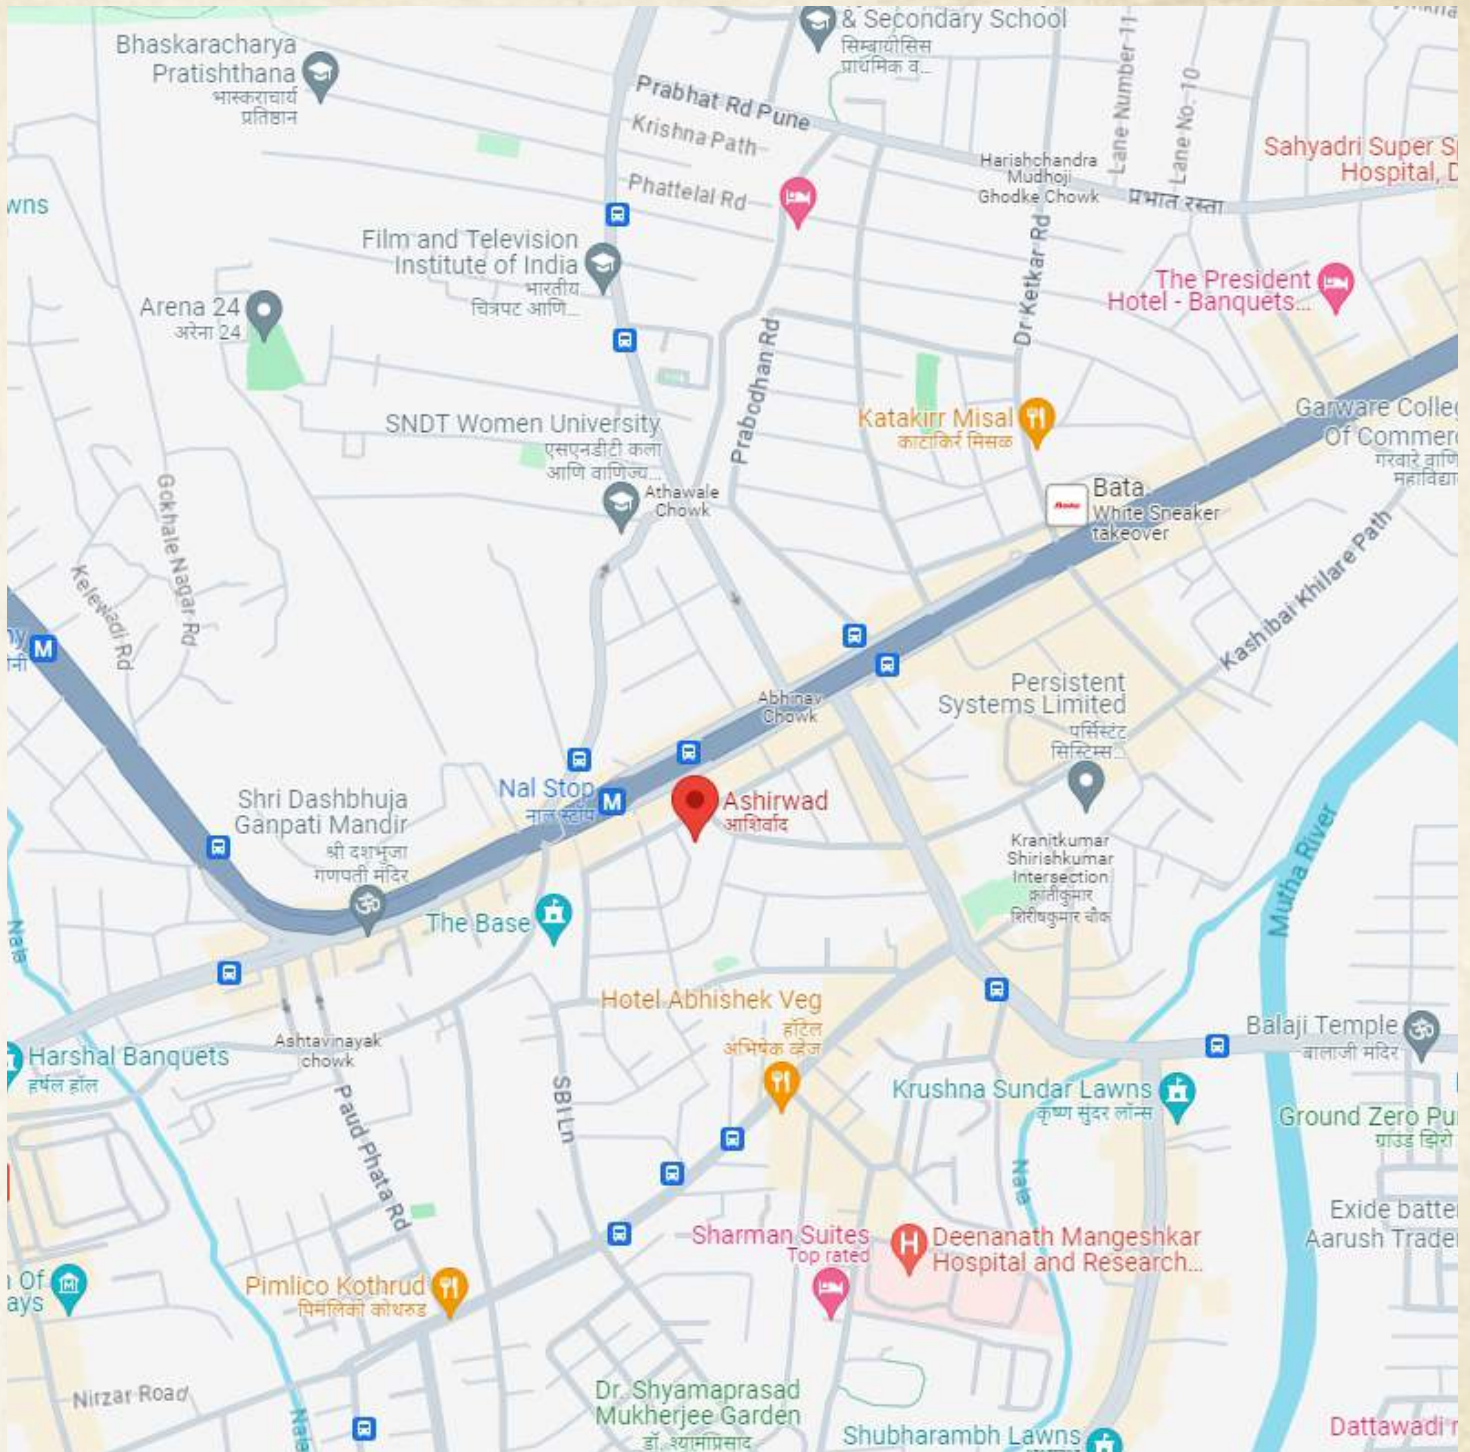 & Secondary School
सिम्बायोसिस
प्राथमिक व...
Bhaskaracharya
Pratishthana
भास्कराचार्य
प्रतिष्ठान
Prabhat Rd Pune
Krishna Path
Phattelal Rd
Lane Number 11
Lane No. 10
Harishchandra
Mudhoji
Ghodke Chowk
प्रभात रस्ता
Sahyadri Super
Hospital,
wns
Film and Television
Institute of India
भारतीय
चित्रपट आणि...
Arena 24
अरेना 24
Dr Ketkar Rd
The President
Hotel - Banquets...
Prabodhan Rd
SNDT Women University
एसएनडीटी कला
आणि वाणिज्य...
Athawale
Chowk
Katakirr Misal
काटाकिर्र मिसळ
Garware
Of
गरवारे
Bata
Bata
White Sneaker
takeover
Gokhale Nagar Rd
Kelewadi Rd
Kashibai Khilare Path
M
Abhinav
Chowk
Persistent
Systems Limited
पर्सिस्टंट
सिस्टिम्स...
Nal Stop
नाल स्टॉप
M
Ashirwad
आशिर्वाद
Shri Dashbhuja
Ganpati Mandir
श्री दशभुजा
गणपती मंदिर
ॐ
Kranitkumar
Shirishkumar
Intersection
क्रांतीकुमार
शिरीषकुमार चौक
Mutha River
The Base
Nala
Hotel Abhishek Veg
हॉटेल
अभिषेक व्हेज
Ashtavinayak
chowk
Harshal Banquets
हर्षल हॉल
Balaji Temple
बालाजी मंदिर
ॐ
Krushna Sundar Lawns
कृष्ण सुंदर लॉन्स
Ground Zero
ग्राउंड झिरो
SBI Ln
Paud Phata Rd
Nala
Exide
Aarush
Sharman Suites
Top rated
H
Deenanath Mangeshkar
Hospital and Research...
Of
ays
M
Pimlico Kothrud
पिमलिको कोथरुड
Nirzar Road
Nala
Dr. Shyamaprasad
Mukherjee Garden
डॉ. श्यामाप्रसाद
Shubharambh Lawns
Dattawadi